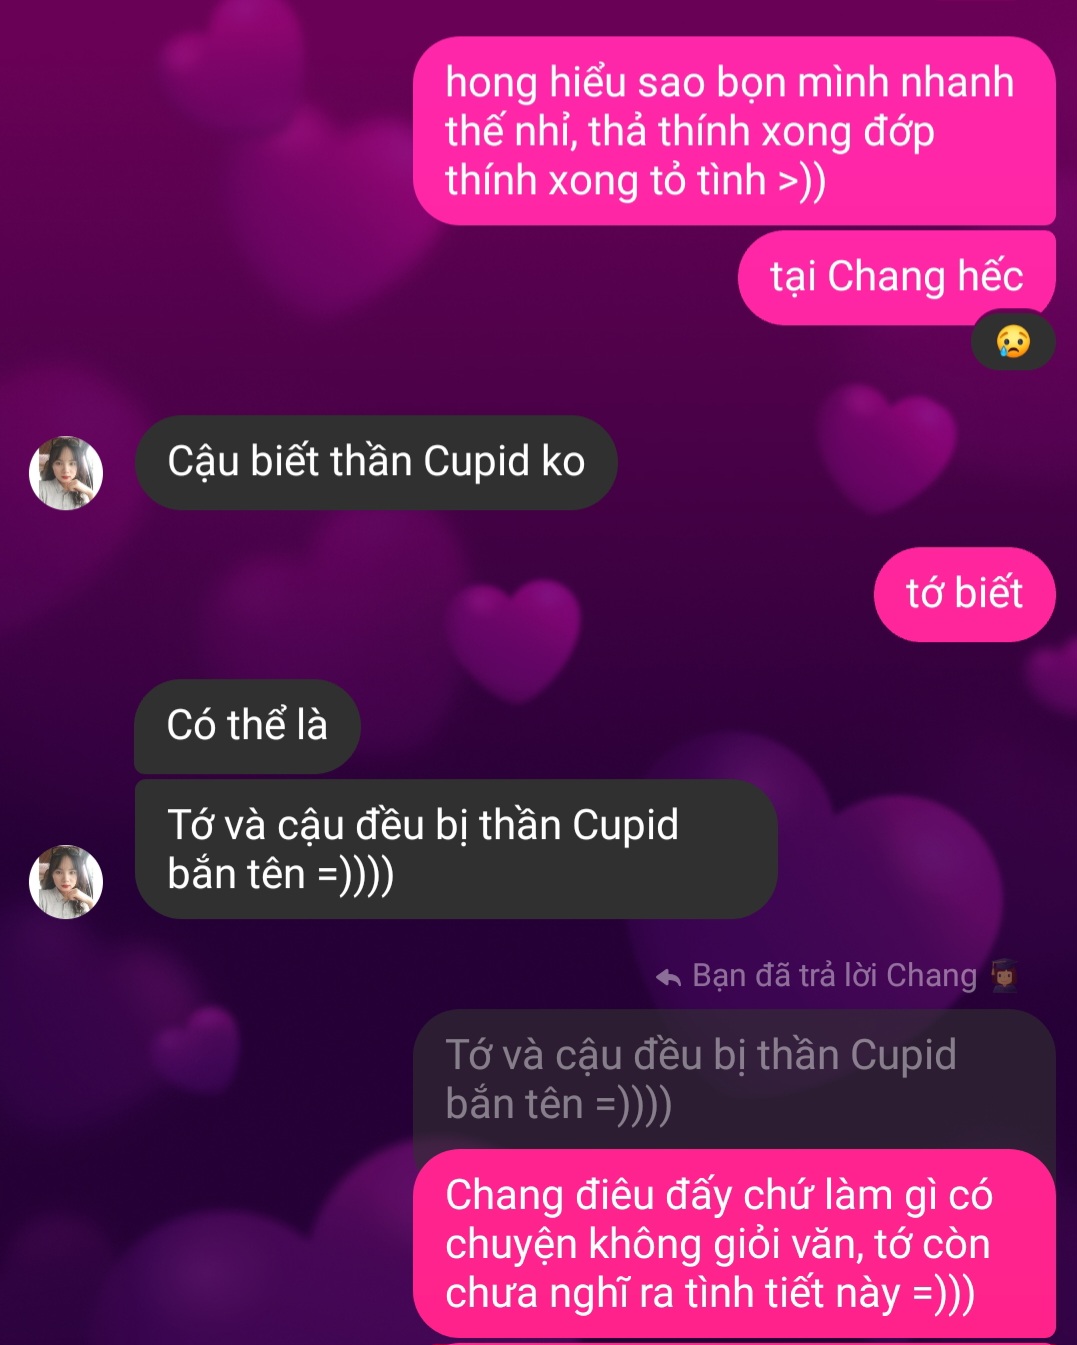 hong hiểu sao bọn mình nhanh
thế nhỉ, thả thính xong đớp
thính xong tỏ tình >))
tại Chang hếc
Cậu biết thần Cupid ko
tớ biết
Có thể là
Tớ và cậu đều bị thần Cupid
bắn tên =))))
Bạn đã trả lời Chang
Tớ và cậu đều bị thần Cupid
bắn tên =))))
Chang điêu đấy chứ làm gì có
chuyện không giỏi văn, tớ còn
chưa nghĩ ra tình tiết này =)))